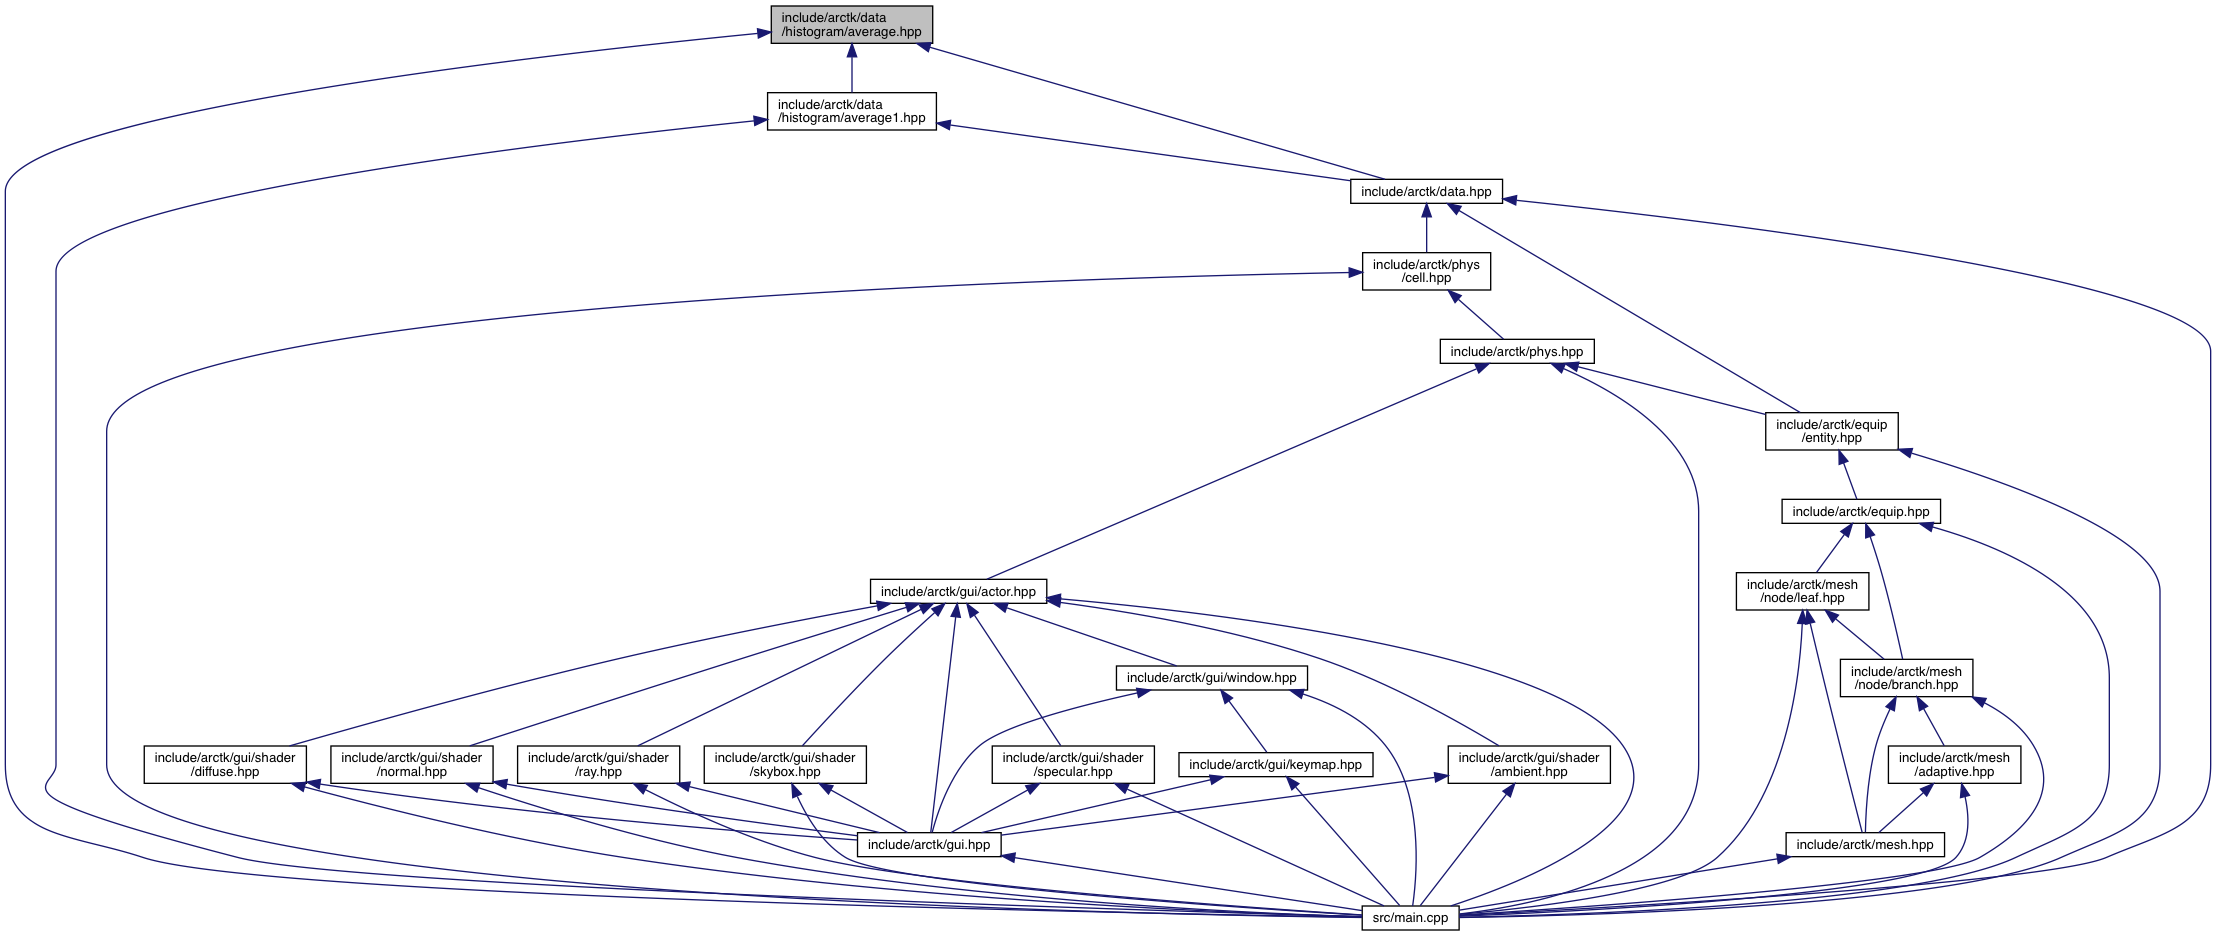 include/arctk/data
/histogram/average.hpp
include/arctk/data
/histogram/average1.hpp
include/arctk/data.hpp
include/arctk/phys
/cell.hpp
include/arctk/phys.hpp
include/arctk/equip
/entity.hpp
include/arctk/equip.hpp
include/arctk/gui/actor.hpp
include/arctk/mesh
/node/leaf.hpp
include/arctk/gui/window.hpp
include/arctk/mesh
/node/branch.hpp
include/arctk/gui/shader
/diffuse.hpp
include/arctk/gui/shader
/normal.hpp
include/arctk/gui/shader
/ray.hpp
include/arctk/gui/shader
/skybox.hpp
include/arctk/gui/shader
/specular.hpp
include/arctk/gui/keymap.hpp
include/arctk/gui/shader
/ambient.hpp
include/arctk/mesh
/adaptive.hpp
include/arctk/gui.hpp
include/arctk/mesh.hpp
src/main.cpp